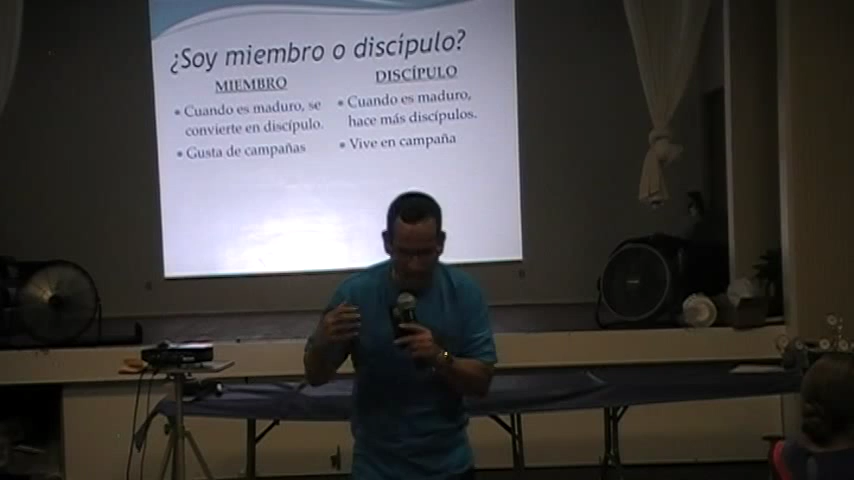 ¿Soy miembro o discípulo?
MIEMBRO
• Cuando es maduro, se
convierte en discípulo.
• Gusta de campañas
DISCÍPULO
• Cuando es maduro,
hace más discípulos.
• Vive en campaña